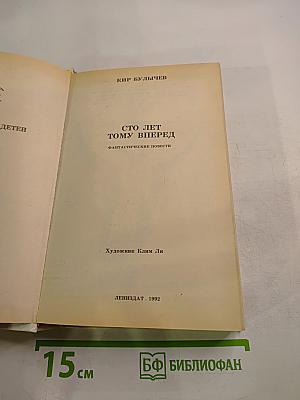 КИР БУЛЫЧЕВ
ДЕТЕЙ
СТО ЛЕТ
ТОМУ ВПЕРЕД
ФАНТАСТИЧЕСКИЕ ПОВЕСТИ
Художник Клим Ли
ЛЕНИЗДАТ 1992
15 см
БФ БИБЛИОФАН